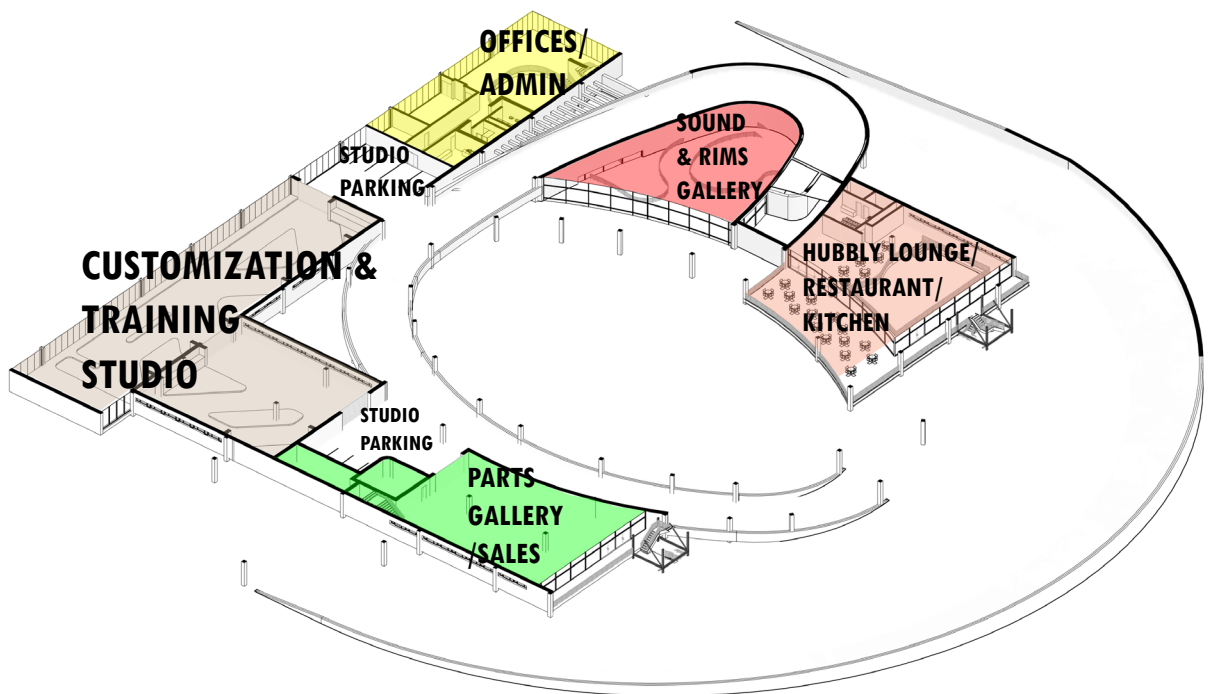 OFFICES/
ADMIN
SOUND
& RIMS
GALLERY
STUDIO
PARKING
CUSTOMIZATION &
TRAINING
STUDIO
HUBBLY LOUNGE/
RESTAURANT/
KITCHEN
STUDIO
PARKING
PARTS
GALLERY
/SALES